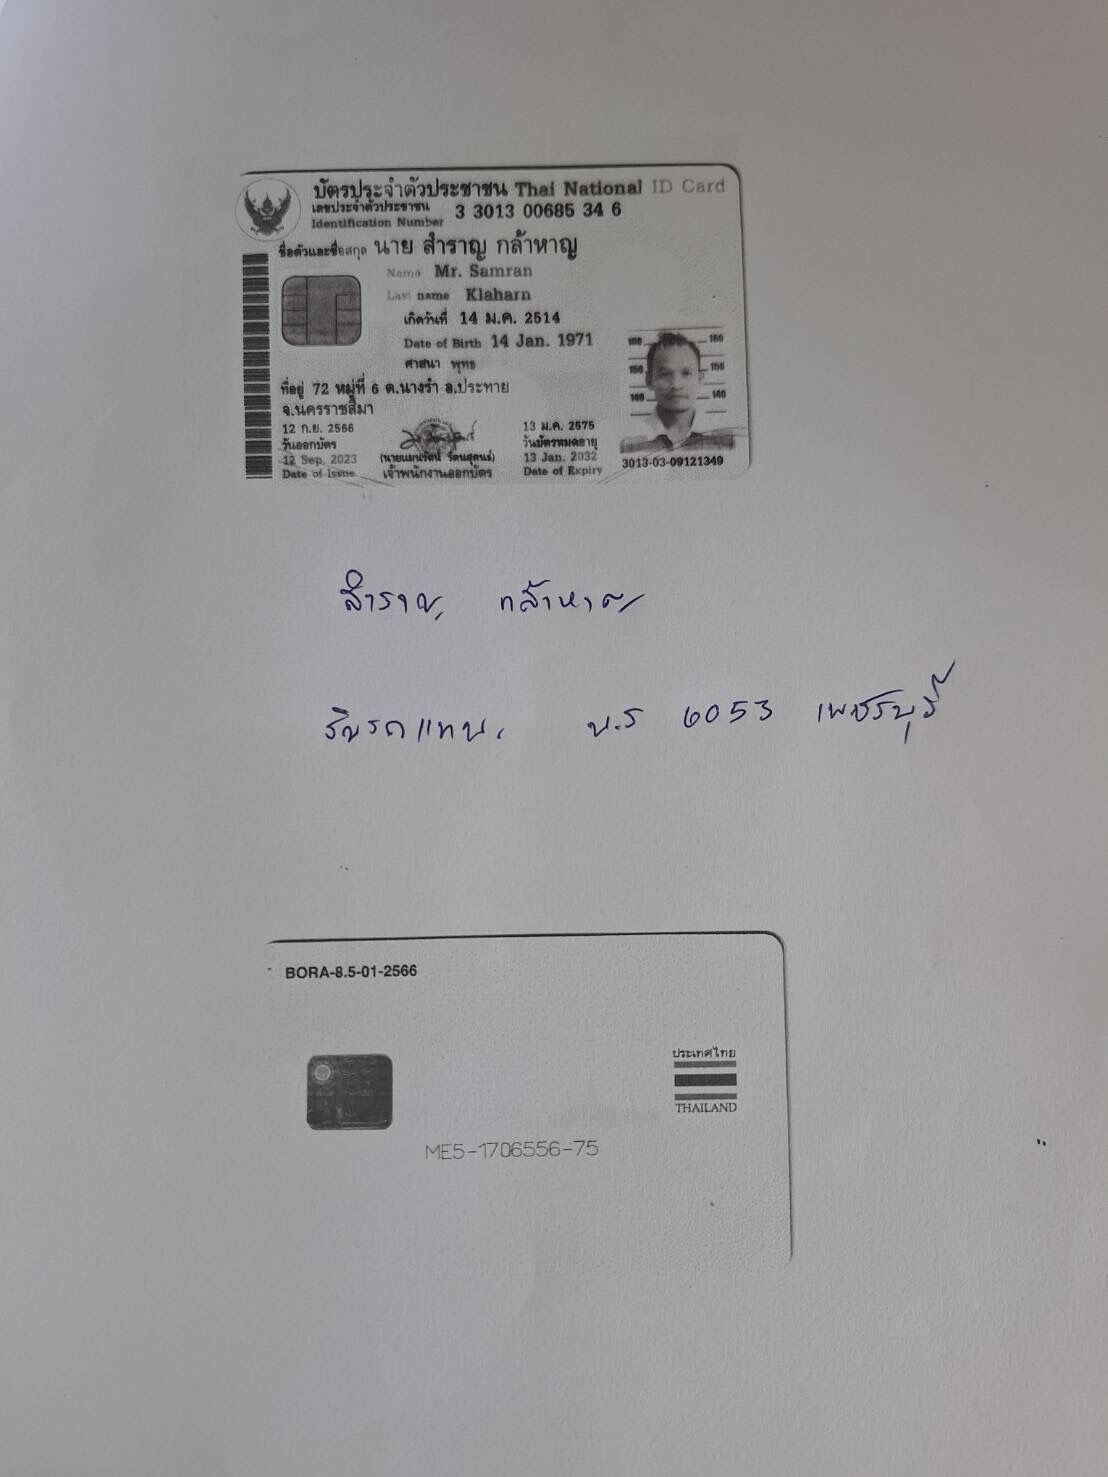 บัตรประจำตัวประชาชน Thai National ID Card
เลขประจำตัวประชาชน
Identification Number 3 3013 00685 34 6
ชื่อตัวและชื่อสกุล นาย สำราญ กล้าหาญ
Name Mr. Samran
Last name Klaharn
เกิดวันที่ 14 ม.ค. 2514
Date of Birth 14 Jan. 1971
ศาสนา พุทธ
ที่อยู่ 72 หมู่ที่ 6 ต.นางรำ อ.ประทาย
จ.นครราชสีมา
12 ก.ย. 2566
วันออกบัตร
12 Sep. 2023
Date of Issue
เจ้าพนักงานออกบัตร
13 ม.ค. 2575
วันบัตรหมดอายุ
13 Jan. 2032
Date of Expiry
160 160
150 150
140 140
3013-03-09121349
สำราญ กล้าหาญ
รับรถแทน น.ร 6053 เพชรบุรี
BORA-8.5-01-2566
ประเทศไทย
THAILAND
ME5-1706556-75